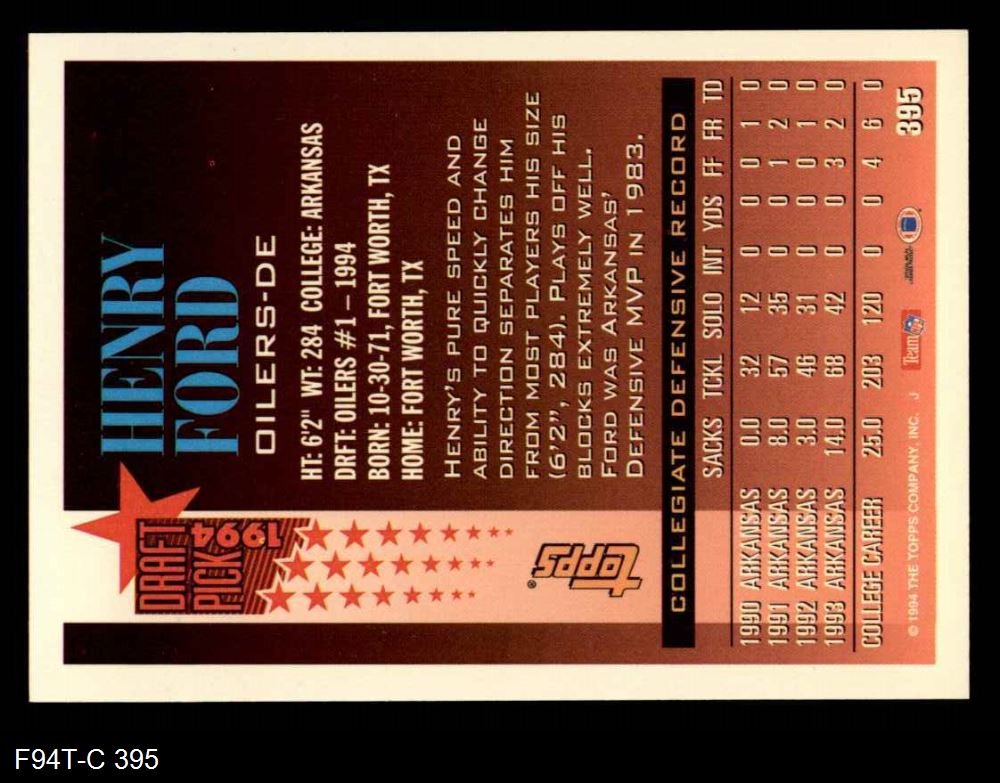 HENRY
FORD
OILERS-DE
HT: 6'2" WT: 284 COLLEGE: ARKANSAS
DRFT: OILERS #1 – 1994
BORN: 10-30-71, FORT WORTH, TX
HOME: FORT WORTH, TX
HENRY'S PURE SPEED AND
ABILITY TO QUICKLY CHANGE
DIRECTION SEPARATES HIM
FROM MOST PLAYERS HIS SIZE
(6'2", 284). PLAYS OFF HIS
BLOCKS EXTREMELY WELL.
FORD WAS ARKANSAS'
DEFENSIVE MVP IN 1983.
DRAFT
PICK
1994
TOPPS®
COLLEGIATE DEFENSIVE RECORD
SACKS TCKL SOLO INT YDS FF FR TD
1990 ARKANSAS 0.0 32 12 0 0 0 1 0
1991 ARKANSAS 8.0 57 35 0 0 1 2 0
1992 ARKANSAS 3.0 46 31 0 0 0 1 0
1993 ARKANSAS 14.0 68 42 0 0 3 2 0
COLLEGE CAREER 25.0 203 120 0 0 4 6 0
© 1994 THE TOPPS COMPANY, INC. J
Team NFL
395
F94T-C 395